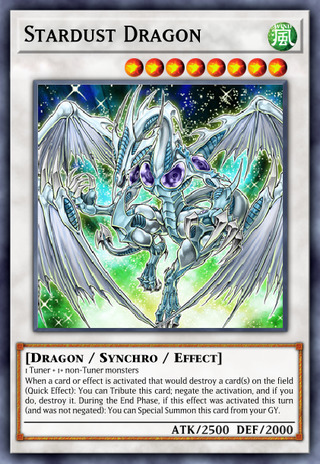 Stardust Dragon
WIND
風
[Dragon / Synchro / Effect]
1 Tuner + 1+ non-Tuner monsters
When a card or effect is activated that would destroy a card(s) on the field
(Quick Effect): You can Tribute this card; negate the activation, and if you
do, destroy it. During the End Phase, if this effect was activated this turn
(and was not negated): You can Special Summon this card from your GY.
ATK/2500 DEF/2000